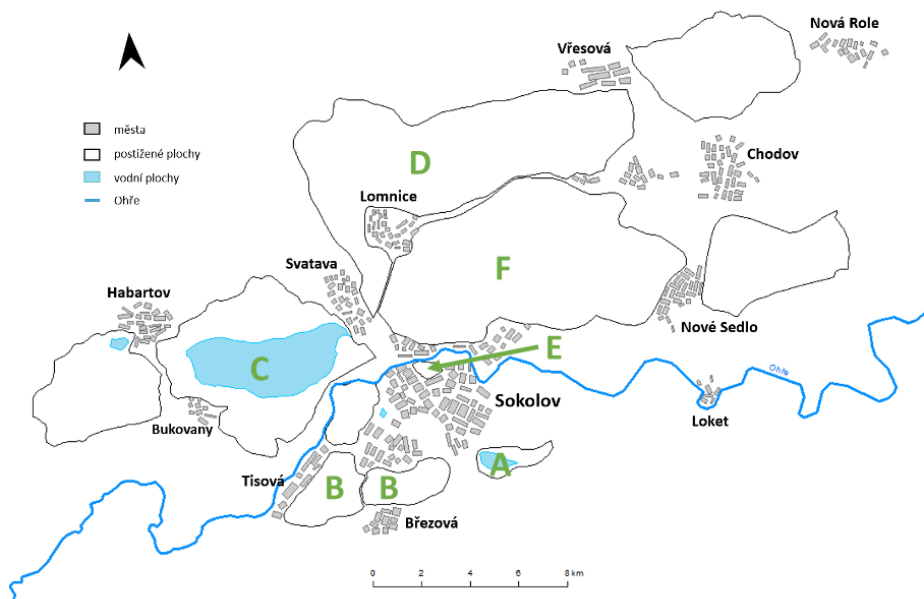 Nová Role
Vřesová
města
postižené plochy
vodní plochy
Ohře
Chodov
D
Lomnice
Svatava
F
Habartov
Nové Sedlo
E
C
Ohře
Sokolov
Loket
Bukovany
A
Tisová
B
B
Březová
0 2 4 6 8 km